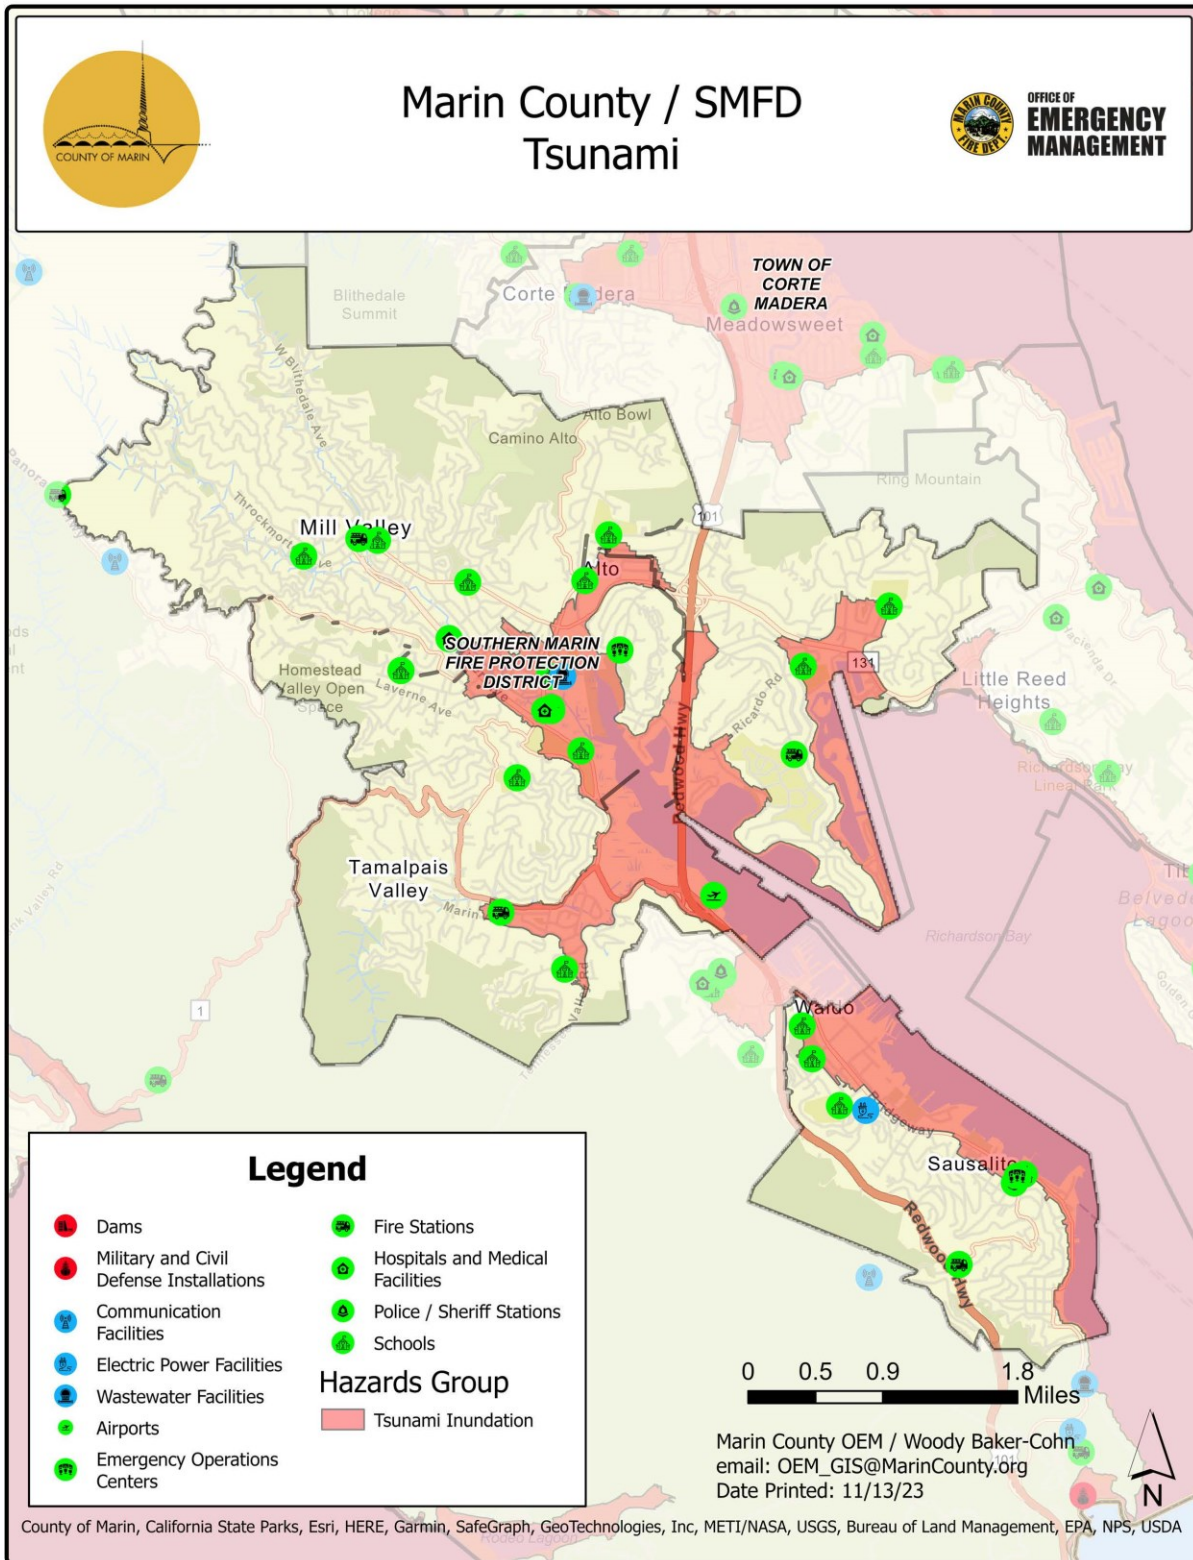 COUNTY OF MARIN
Marin County / SMFD
Tsunami
MARIN COUNTY
FIRE DEPT.
OFFICE OF
EMERGENCY
MANAGEMENT
TOWN OF
CORTE
MADERA
Blithedale
Summit
Meadowsweet
W Blithedale Ave
Alto Bowl
Camino Alto
Ring Mountain
101
Mill Valley
Alto
SOUTHERN MARIN
FIRE PROTECTION
DISTRICT
Homestead
Valley Open
Space
Laverne Ave
Ricardo Rd
131
Little Reed
Heights
Redwood Hwy
Richardson Bay
Linear Park
Tamalpais
Valley
Marin
Richardson Bay
1
Waldo
Bridgeway
Sausalito
Redwood Hwy
101
Legend
Dams
Military and Civil
Defense Installations
Communication
Facilities
Electric Power Facilities
Wastewater Facilities
Airports
Emergency Operations
Centers
Fire Stations
Hospitals and Medical
Facilities
Police / Sheriff Stations
Schools
Hazards Group
Tsunami Inundation
0 0.5 0.9 1.8
Miles
Marin County OEM / Woody Baker-Cohn
email: OEM_GIS@MarinCounty.org
Date Printed: 11/13/23
N
County of Marin, California State Parks, Esri, HERE, Garmin, SafeGraph, GeoTechnologies, Inc, METI/NASA, USGS, Bureau of Land Management, EPA, NPS, USDA